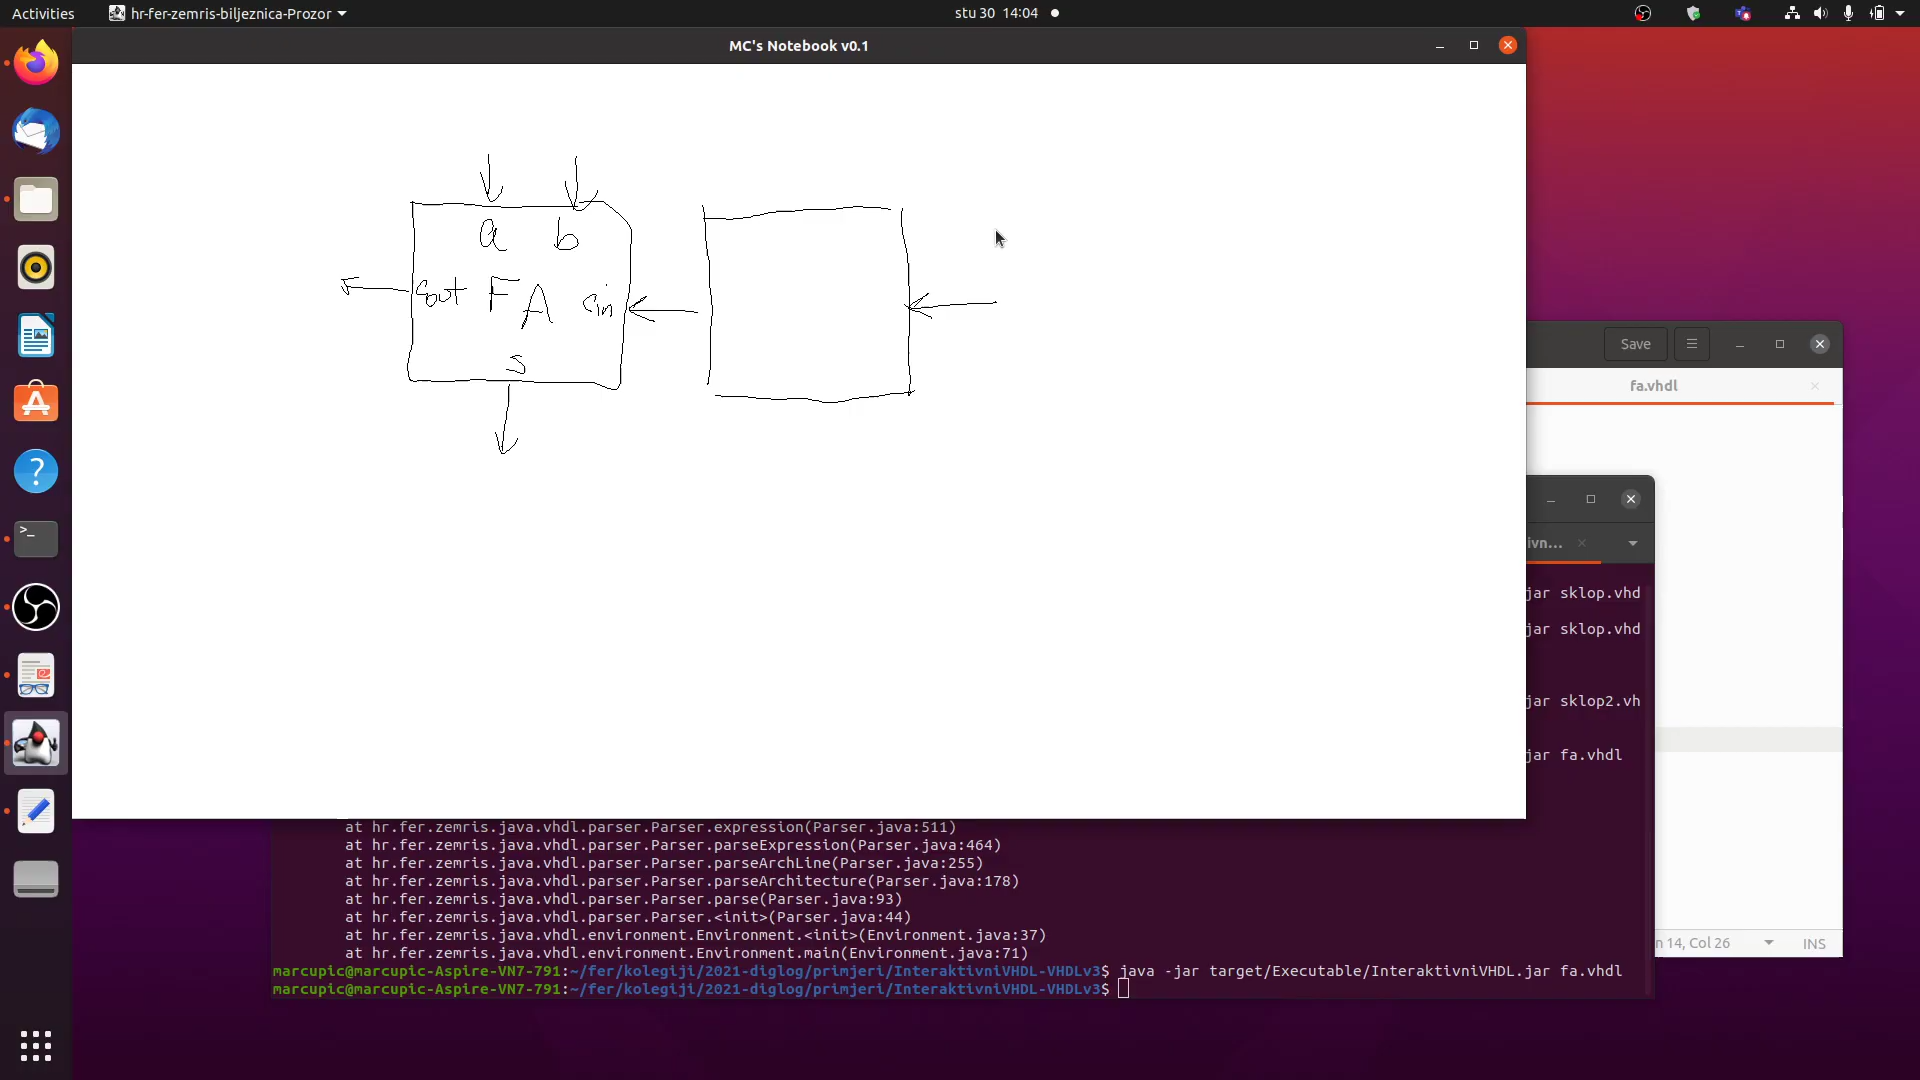 Activities hr-fer-zemris-biljeznica-Prozor stu 30 14:04
MC's Notebook v0.1
a b
cout FA cin
s
Save
fa.vhdl
ivn...
jar sklop.vhd
jar sklop.vhd
jar sklop2.vh
jar fa.vhdl
at hr.fer.zemris.java.vhdl.parser.Parser.expression(Parser.java:511)
at hr.fer.zemris.java.vhdl.parser.Parser.parseExpression(Parser.java:464)
at hr.fer.zemris.java.vhdl.parser.Parser.parseArchLine(Parser.java:255)
at hr.fer.zemris.java.vhdl.parser.Parser.parseArchitecture(Parser.java:178)
at hr.fer.zemris.java.vhdl.parser.Parser.parse(Parser.java:93)
at hr.fer.zemris.java.vhdl.parser.Parser.<init>(Parser.java:44)
at hr.fer.zemris.java.vhdl.environment.Environment.<init>(Environment.java:37)
at hr.fer.zemris.java.vhdl.environment.Environment.main(Environment.java:71)
marcupic@marcupic-Aspire-VN7-791:~/fer/kolegiji/2021-diglog/primjeri/InteraktivniVHDL-VHDLv3$ java -jar target/Executable/InteraktivniVHDL.jar fa.vhdl
marcupic@marcupic-Aspire-VN7-791:~/fer/kolegiji/2021-diglog/primjeri/InteraktivniVHDL-VHDLv3$
n 14, Col 26 INS